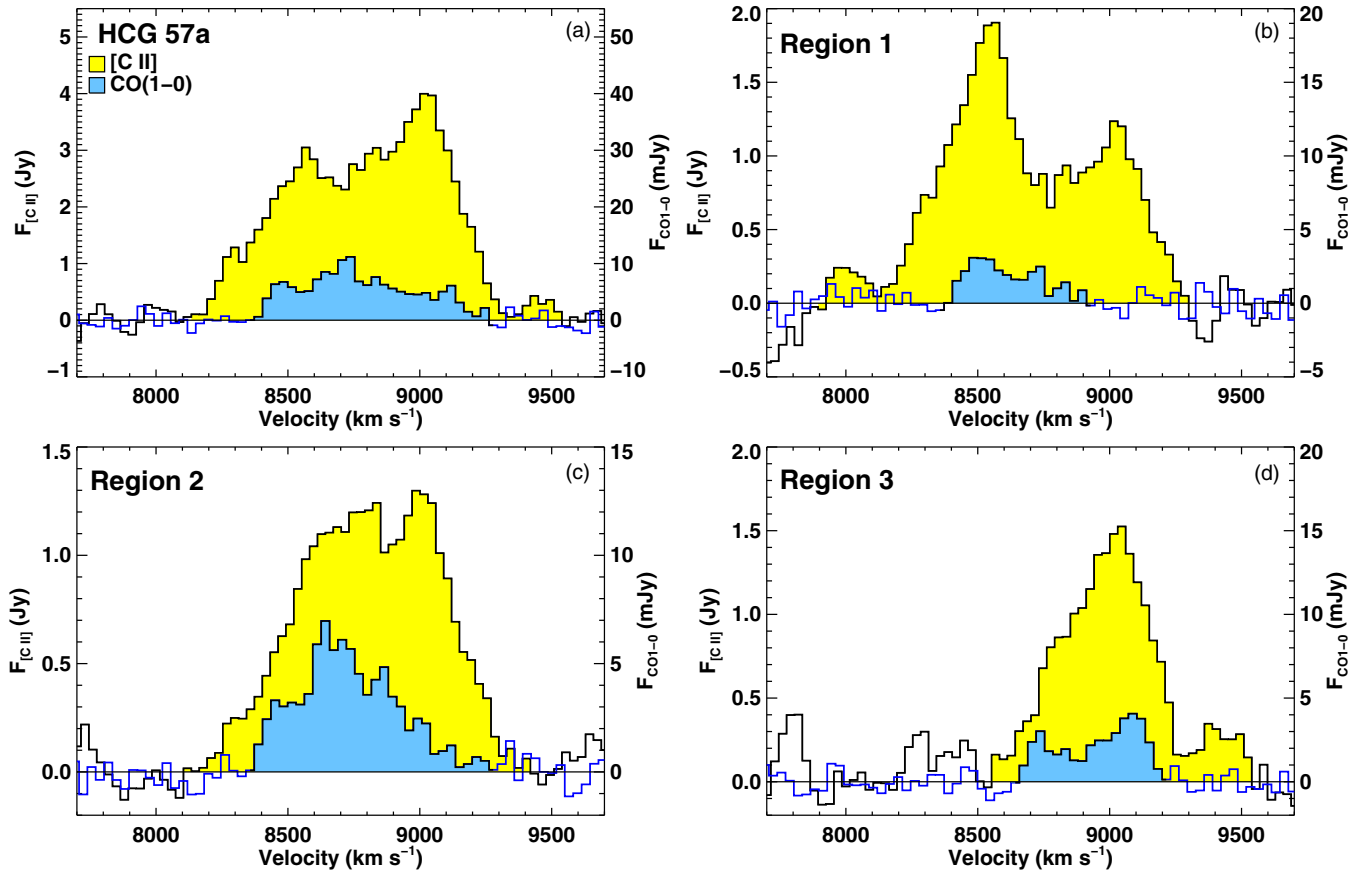 HCG 57a
[C II]
CO(1−0)
(a)
5
4
3
2
1
0
−1
50
40
30
20
10
0
−10
F[C II] (Jy)
FCO1−0 (mJy)
8000 8500 9000 9500
Velocity (km s−1)
Region 1
(b)
2.0
1.5
1.0
0.5
0.0
−0.5
20
15
10
5
0
−5
F[C II] (Jy)
FCO1−0 (mJy)
8000 8500 9000 9500
Velocity (km s−1)
Region 2
(c)
1.5
1.0
0.5
0.0
15
10
5
0
F[C II] (Jy)
FCO1−0 (mJy)
8000 8500 9000 9500
Velocity (km s−1)
Region 3
(d)
2.0
1.5
1.0
0.5
0.0
20
15
10
5
0
F[C II] (Jy)
FCO1−0 (mJy)
8000 8500 9000 9500
Velocity (km s−1)